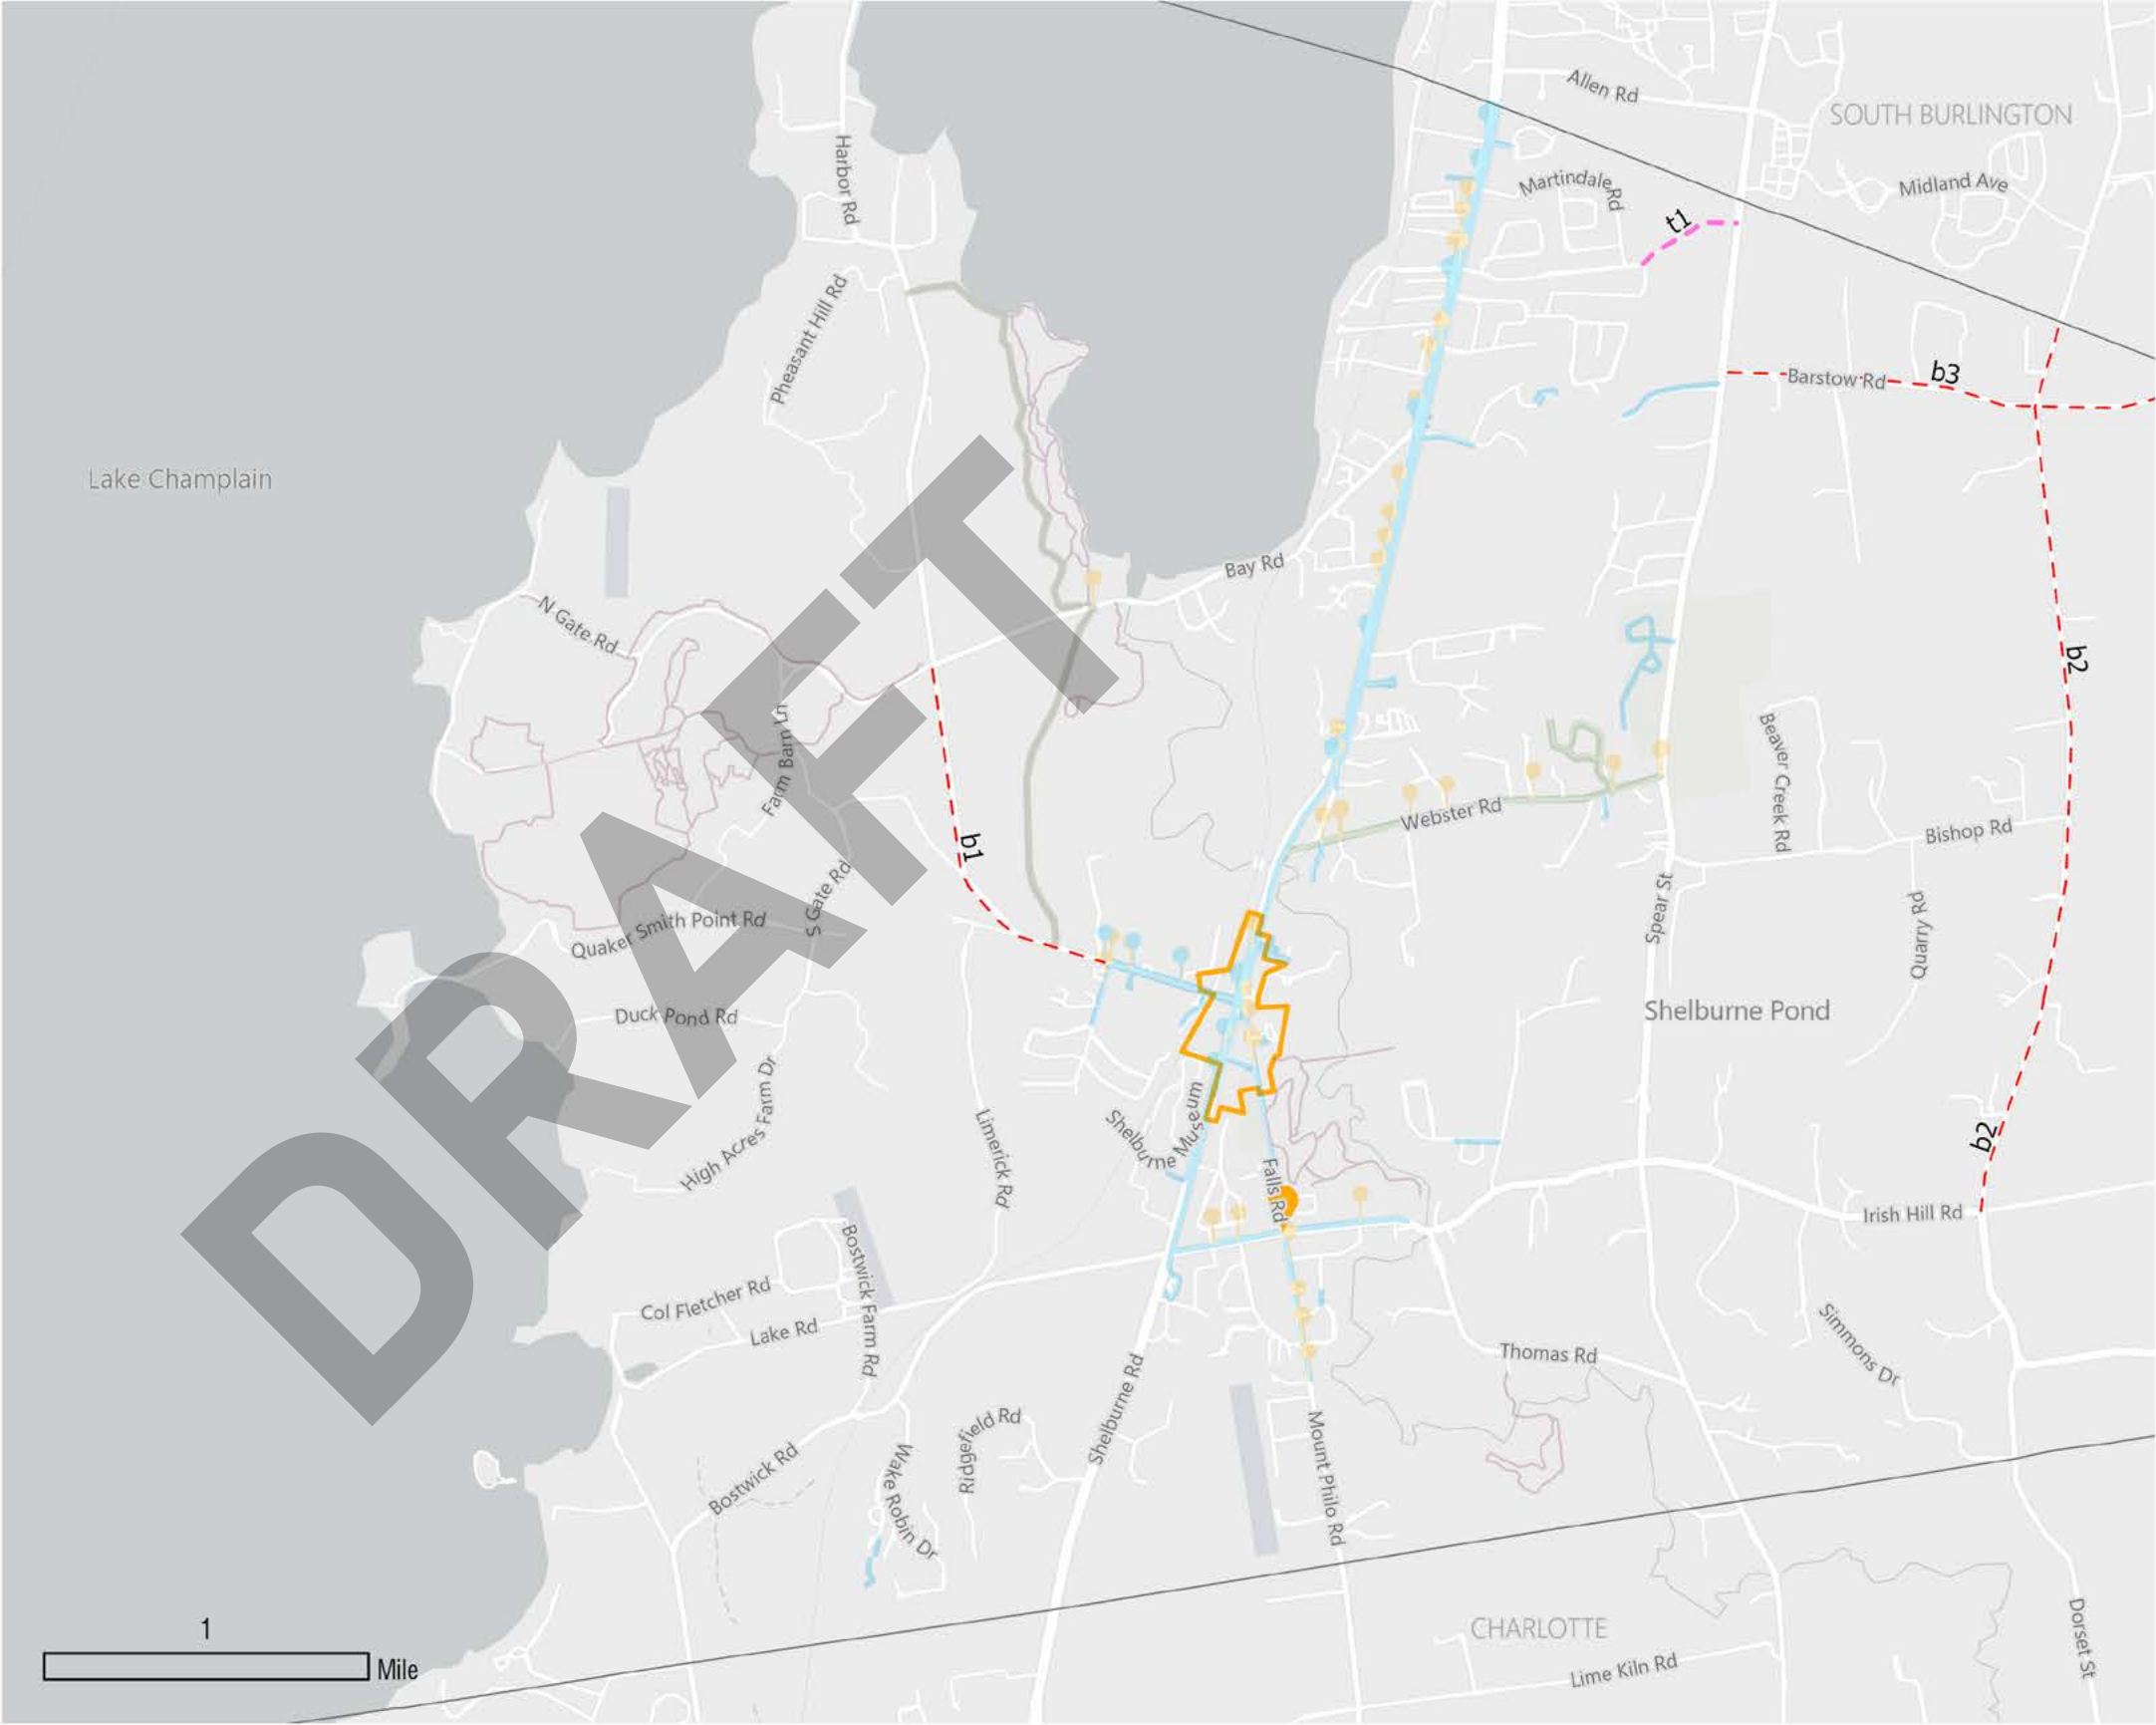 Allen Rd
SOUTH BURLINGTON
Harbor Rd
Martindale Rd
Midland Ave
t1
Pheasant Hill Rd
Barstow Rd
b3
Lake Champlain
Bay Rd
N Gate Rd
b2
Farm Barn Ln
Beaver Creek Rd
Webster Rd
Bishop Rd
b1
S Gate Rd
Spear St
Quarry Rd
Quaker Smith Point Rd
Shelburne Pond
Duck Pond Rd
DRAFT
High Acres Farm Dr
Limerick Rd
Shelburne Museum
b2
Falls Rd
Irish Hill Rd
Bostwick Farm Rd
Col Fletcher Rd
Lake Rd
Simmons Dr
Thomas Rd
Shelburne Rd
Ridgefield Rd
Mount Philo Rd
Bostwick Rd
Wake Robin Dr
CHARLOTTE
Dorset St
Lime Kiln Rd
1
Mile